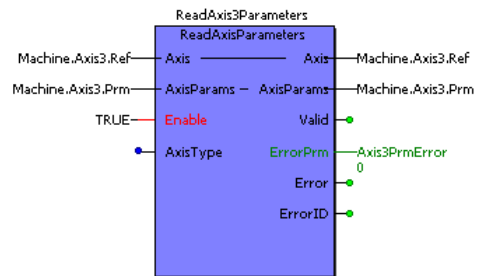 ReadAxis3Parameters
ReadAxisParameters
Machine.Axis3.Ref Axis Axis Machine.Axis3.Ref
Machine.Axis3.Prm AxisParams AxisParams Machine.Axis3.Prm
TRUE Enable Valid
AxisType ErrorPrm Axis3PrmError
0
Error
ErrorID